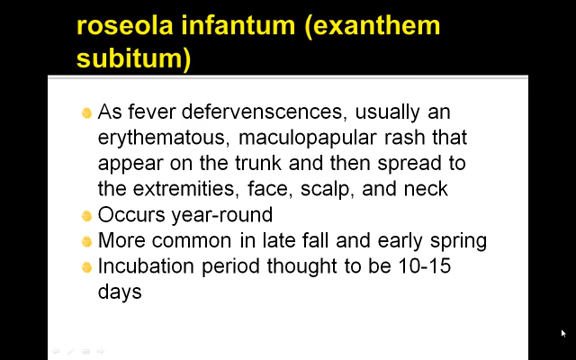 roseola infantum (exanthem
subitum)
As fever defervenscences, usually an
erythematous, maculopapular rash that
appear on the trunk and then spread to
the extremities, face, scalp, and neck
Occurs year-round
More common in late fall and early spring
Incubation period thought to be 10-15
days